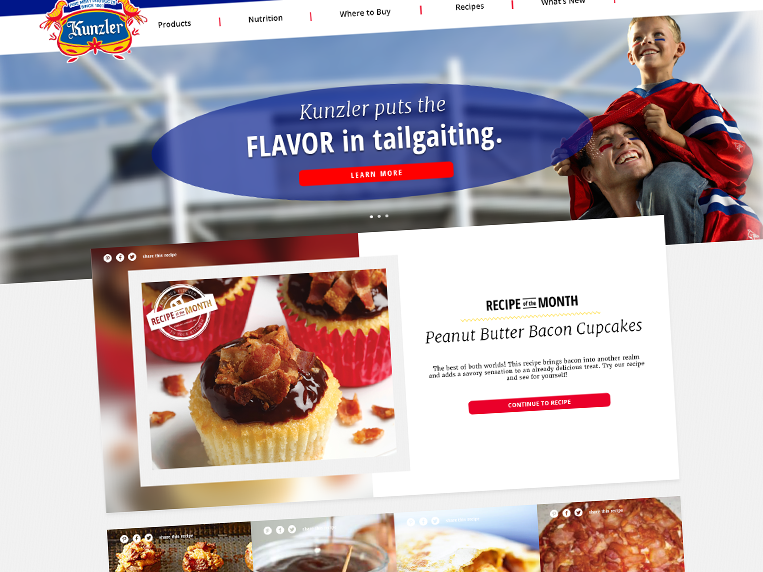 SINCE 1901
Kunzler
Products
Nutrition
Where to Buy
Recipes
What's New
Kunzler puts the
FLAVOR in tailgaiting.
LEARN MORE
share this recipe
RECIPE of the MONTH
RECIPE of the MONTH
Peanut Butter Bacon Cupcakes
The best of both worlds! This recipe brings bacon into another realm
and adds a savory sensation to an already delicious treat. Try our recipe
and see for yourself!
CONTINUE TO RECIPE
share this recipe
share this recipe
share this recipe
share this recipe